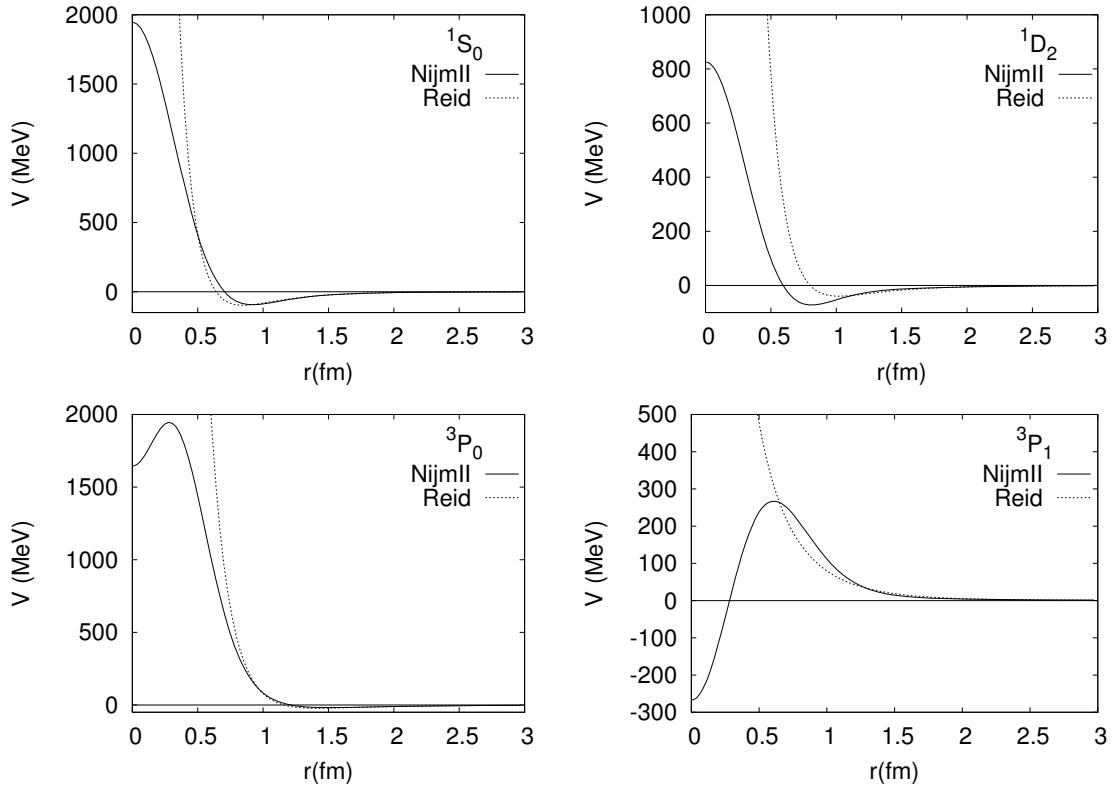 2000
1500
1000
500
0
V (MeV)
0 0.5 1 1.5 2 2.5 3
r(fm)
1S0
NijmII
Reid
1000
800
600
400
200
0
V (MeV)
0 0.5 1 1.5 2 2.5 3
r(fm)
1D2
NijmII
Reid
2000
1500
1000
500
0
V (MeV)
0 0.5 1 1.5 2 2.5 3
r(fm)
3P0
NijmII
Reid
500
400
300
200
100
0
-100
-200
-300
V (MeV)
0 0.5 1 1.5 2 2.5 3
r(fm)
3P1
NijmII
Reid